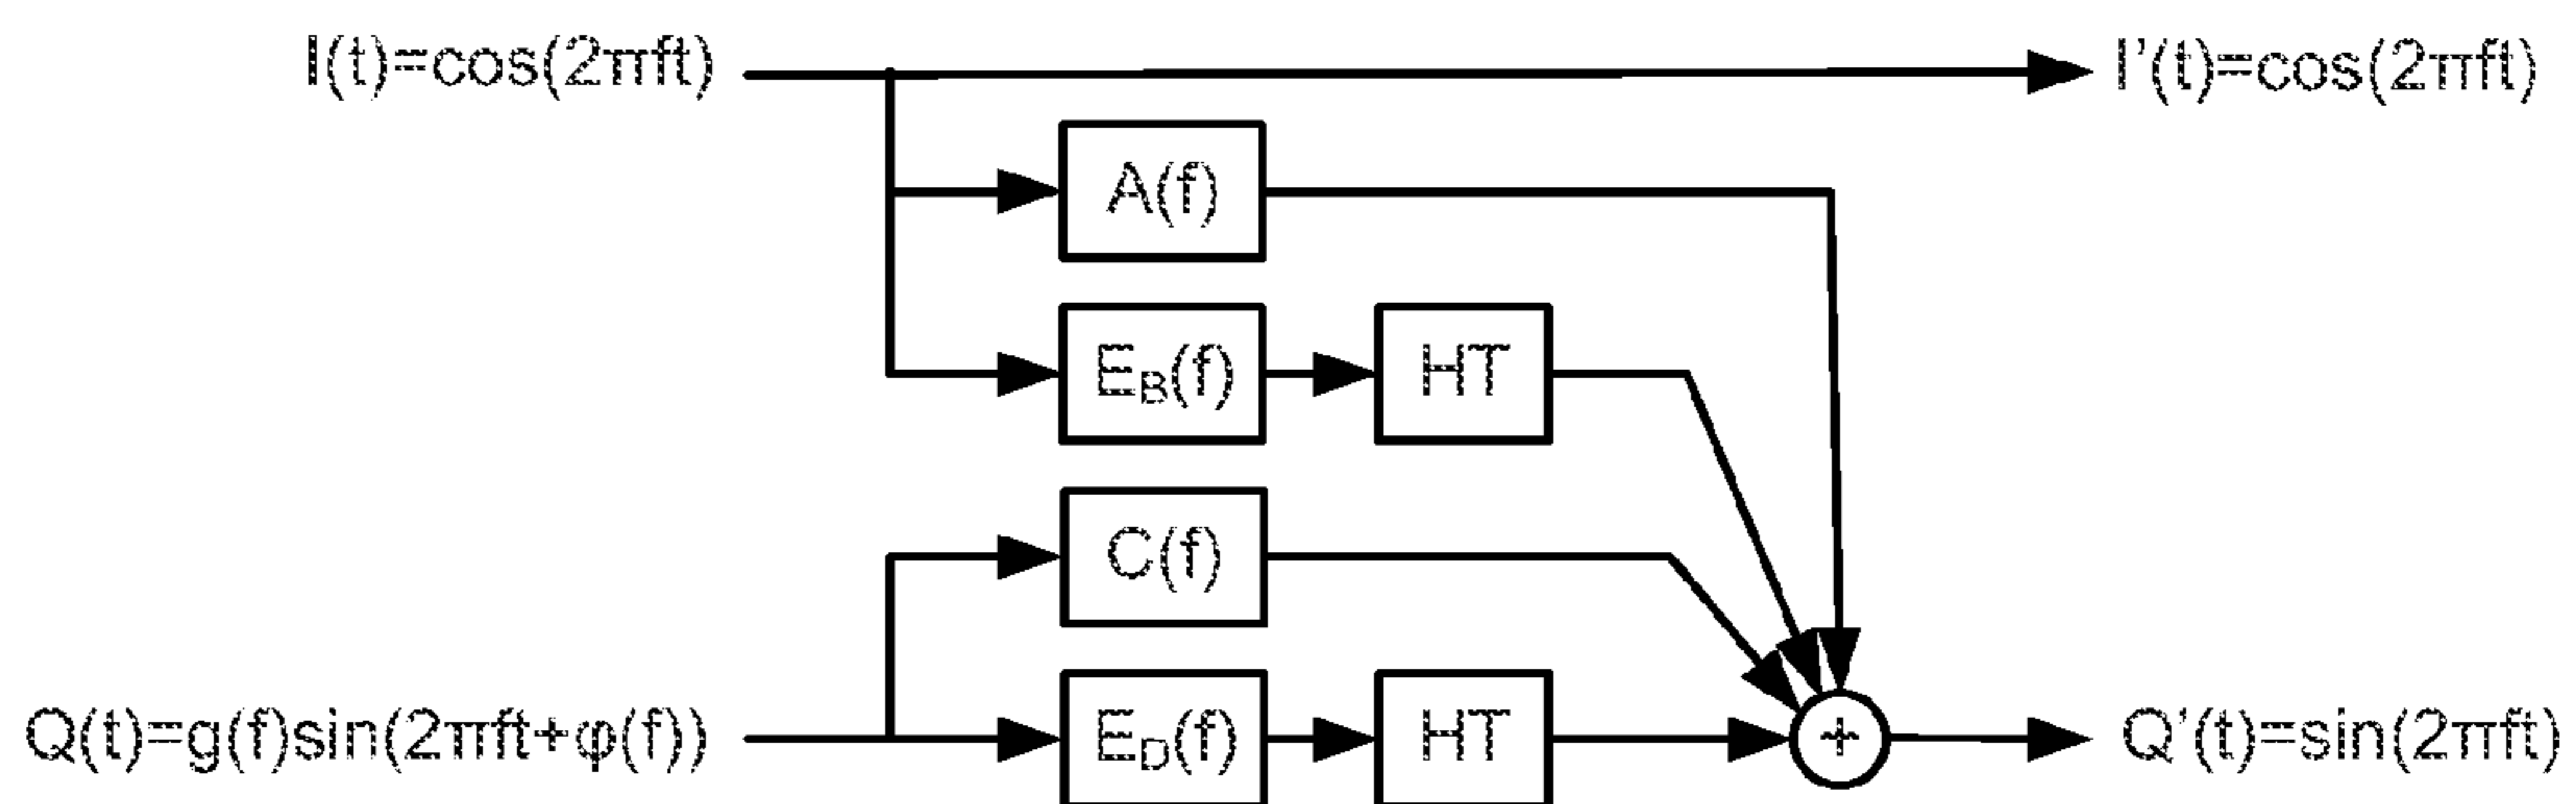 I(t)=cos(2πft)
I’(t)=cos(2πft)
A(f)
E_B(f)
HT
C(f)
Q(t)=g(f)sin(2πft+φ(f))
E_D(f)
HT
+
Q’(t)=sin(2πft)